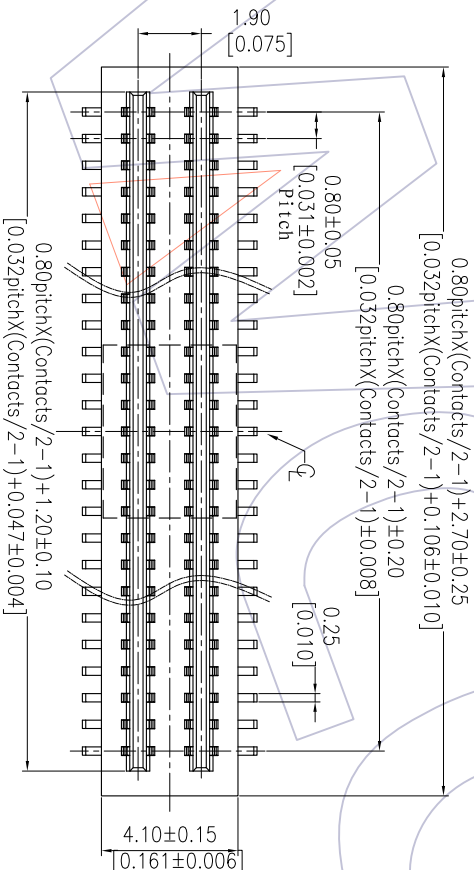 1.90
[0.075]
0.80pitchX(Contacts/2-1)+2.70±0.25
[0.032pitchX(Contacts/2-1)+0.106±0.010]
0.80pitchX(Contacts/2-1)±0.20
[0.032pitchX(Contacts/2-1)±0.008]
0.80±0.05
[0.031±0.002]
Pitch
℄
0.25
[0.010]
0.80pitchX(Contacts/2-1)+1.20±0.10
[0.032pitchX(Contacts/2-1)+0.047±0.004]
4.10±0.15
[0.161±0.006]